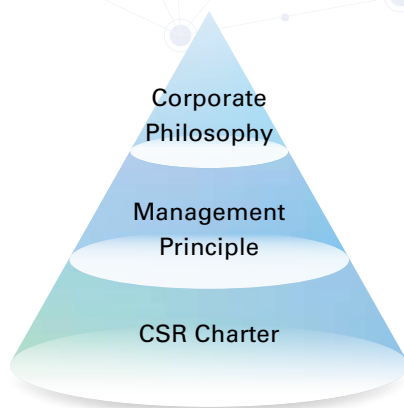 Corporate
Philosophy
Management
Principle
CSR Charter